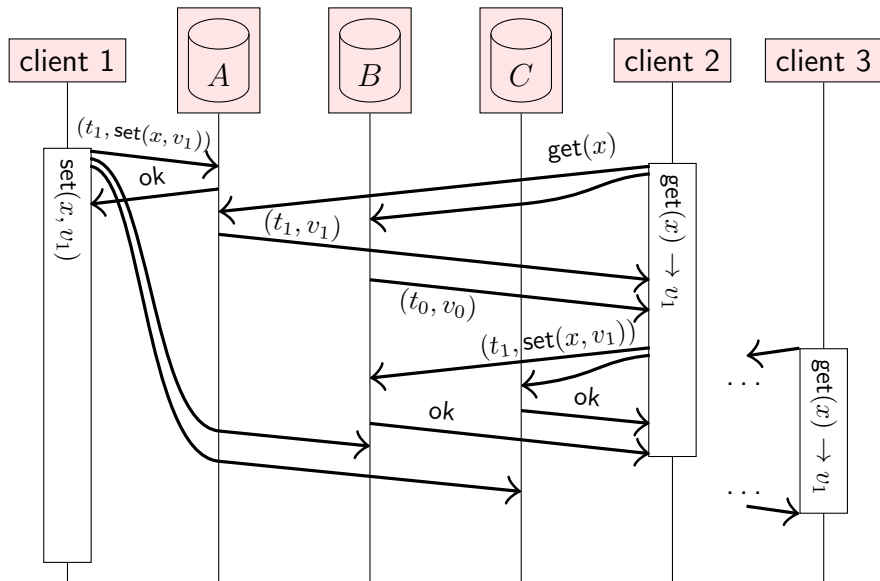 client 1
A
B
C
client 2
client 3
(t₁, set(x, v₁))
ok
set(x, v₁)
get(x)
get(x) → v₁
(t₁, v₁)
(t₀, v₀)
(t₁, set(x, v₁))
ok
ok
...
get(x) → v₁
...